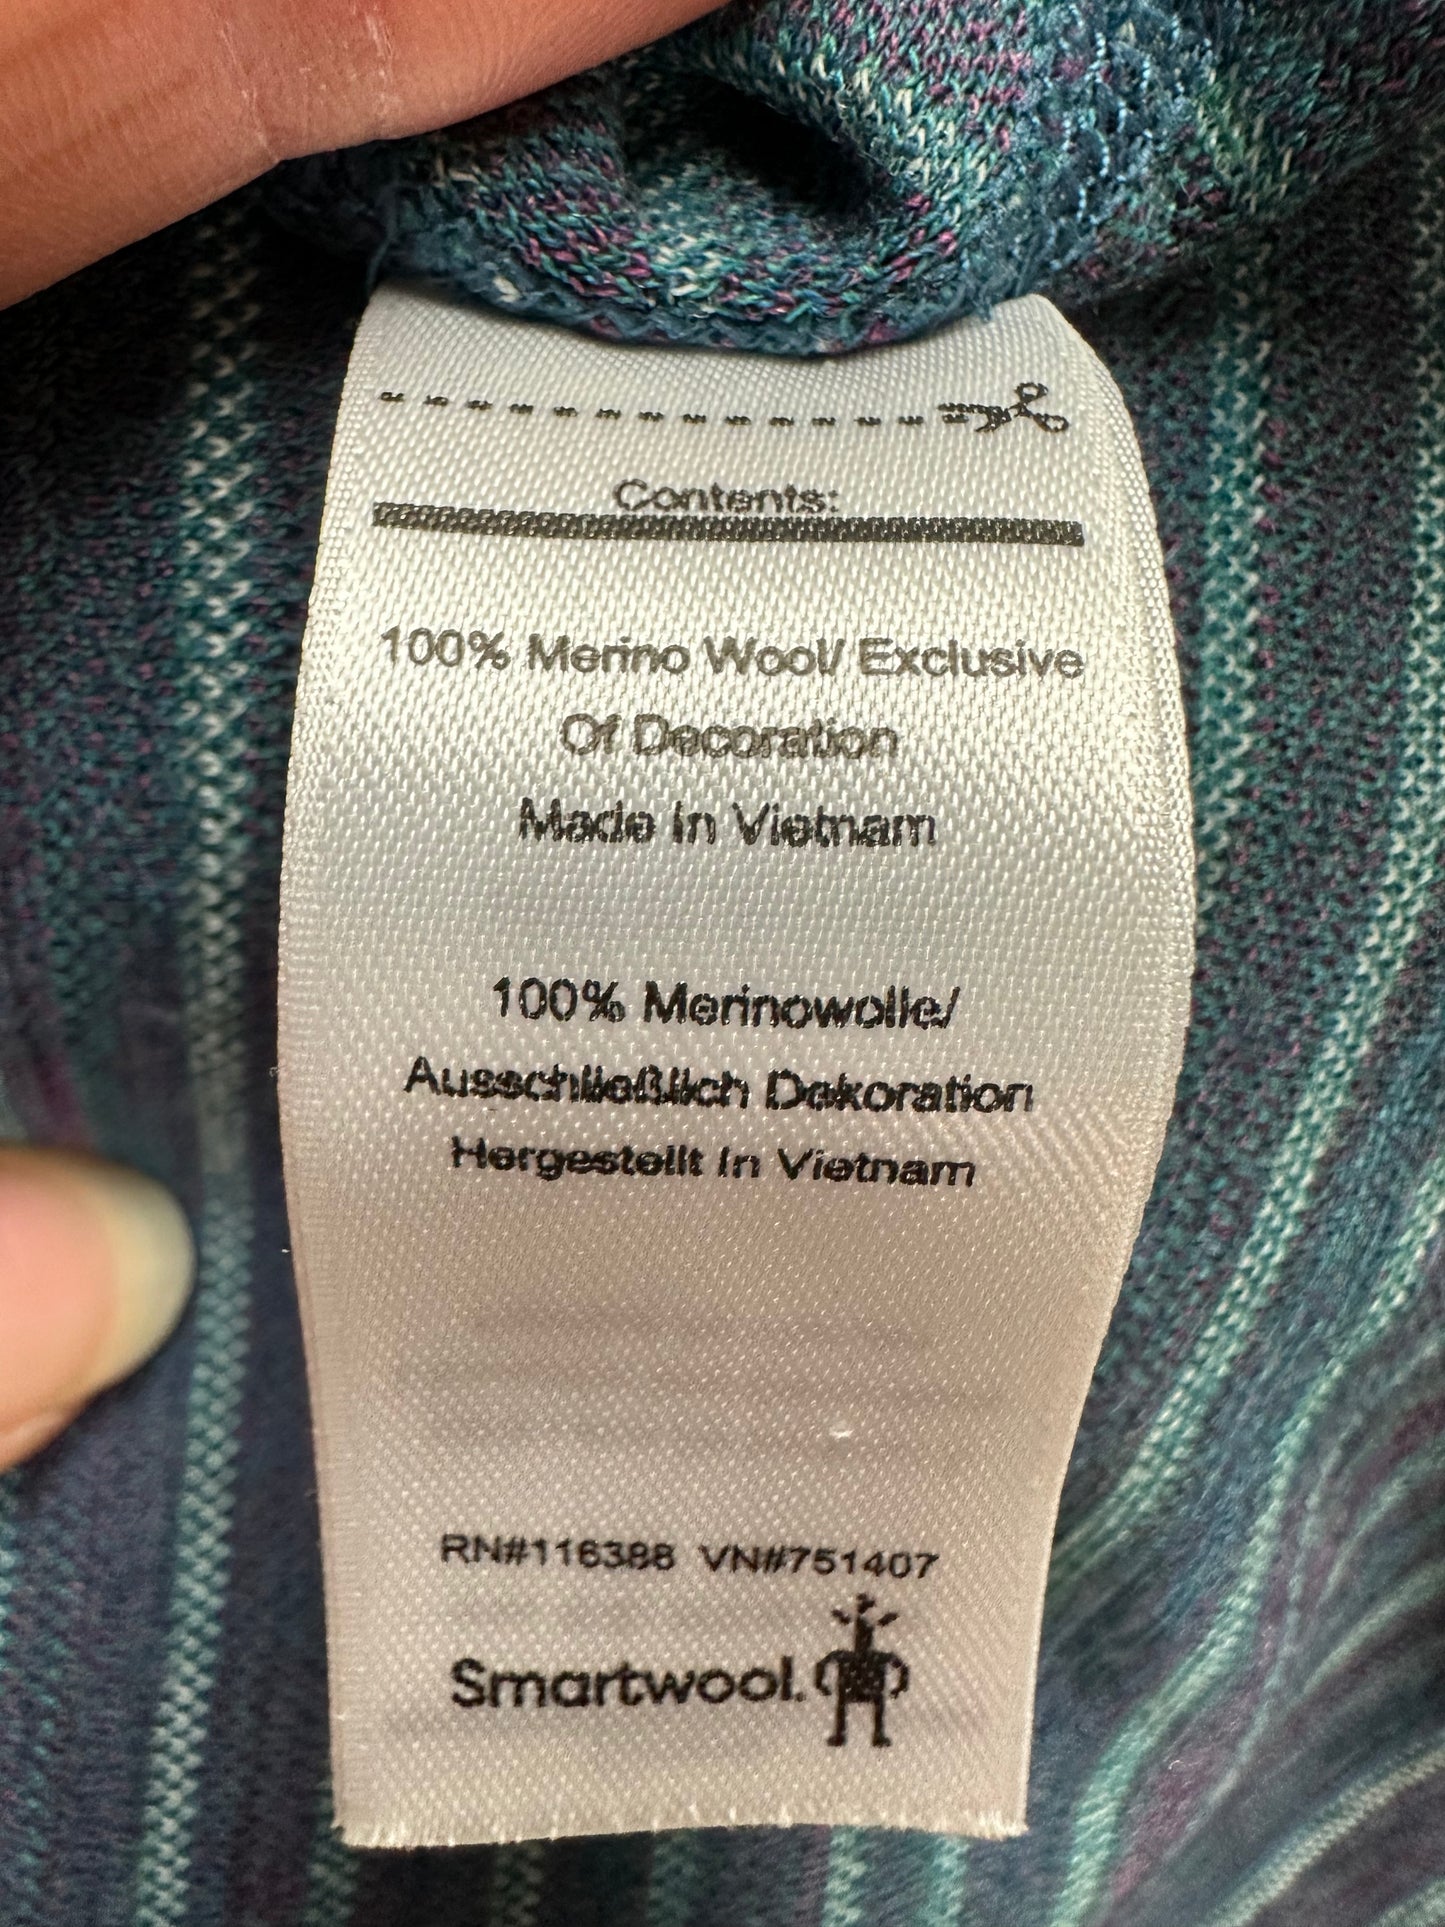 Contents:
100% Merino Wool/ Exclusive
Of Decoration
Made In Vietnam
100% Merinowolle/
Ausschließlich Dekoration
Hergestellt In Vietnam
RN#116388 VN#751407
Smartwool.